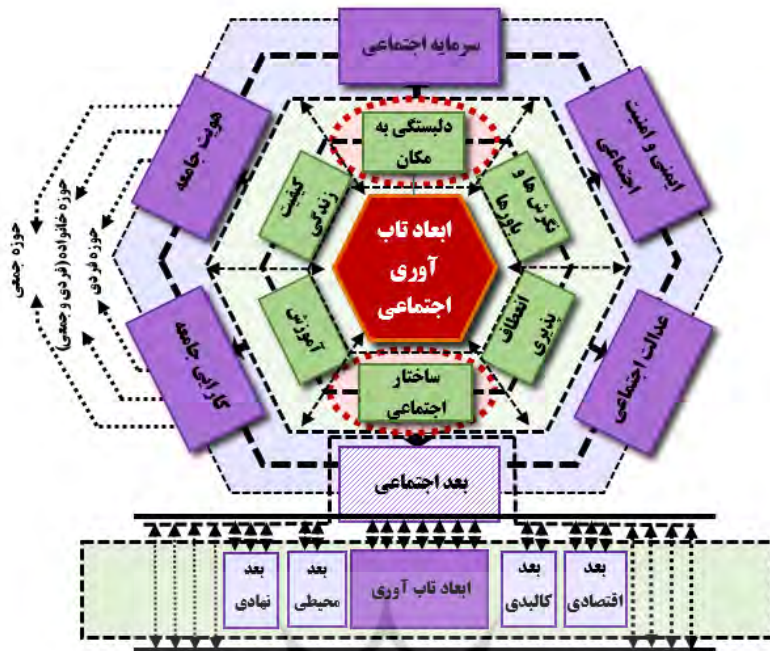 سرمایه اجتماعی
ایمنی و امنیت
اجتماعی
هویت جامعه
دلبستگی به
مکان
نگرش ها و
باورها
کیفیت
زندگی
ابعاد تاب
آوری
اجتماعی
حوزه فردی
حوزه خانواده(فردی و جمعی)
حوزه جمعی
انعطاف
پذیری
آموزش
ساختار
اجتماعی
عدالت اجتماعی
کارایی جامعه
بعد اجتماعی
بعد
اقتصادی
بعد
کالبدی
ابعاد تاب آوری
بعد
محیطی
بعد
نهادی